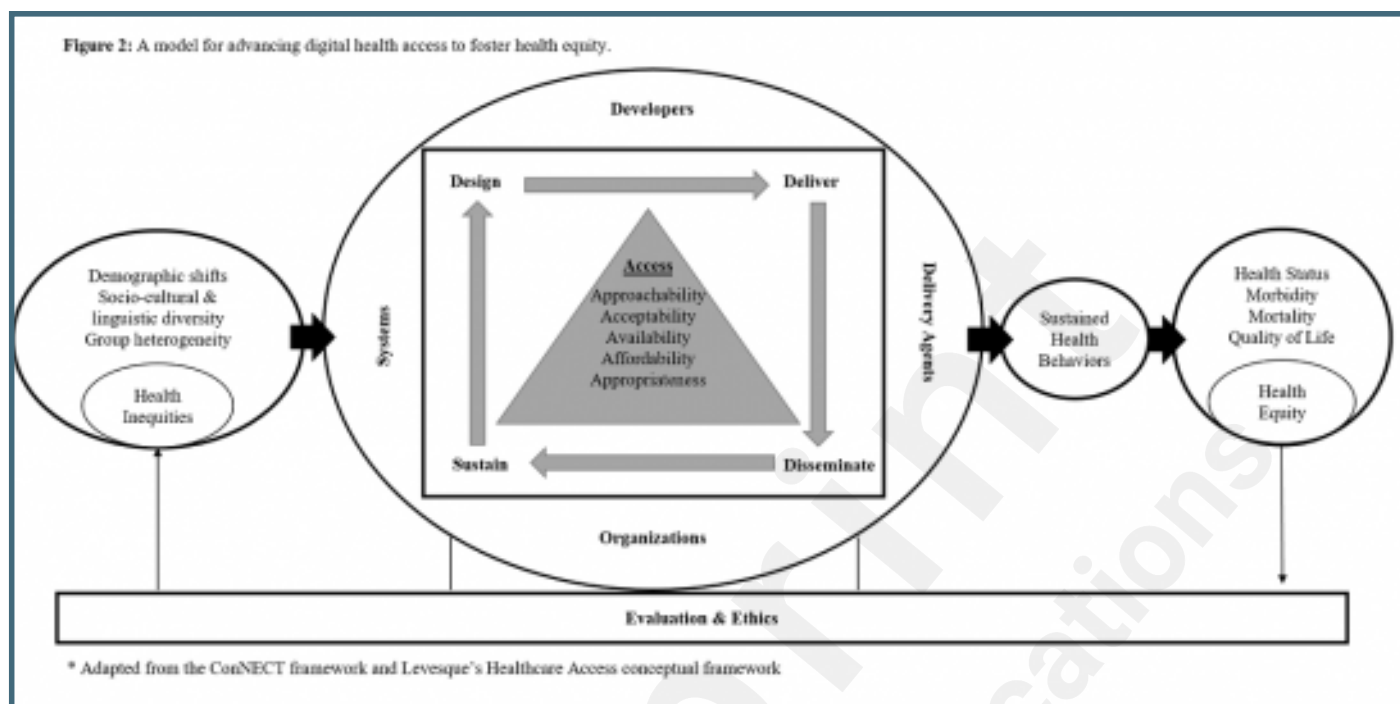 Figure 2: A model for advancing digital health access to foster health equity.
Developers
Design
Deliver
Demographic shifts
Socio-cultural &
linguistic diversity
Group heterogeneity
Health
Inequities
Systems
Access
Approachability
Acceptability
Availability
Affordability
Appropriateness
Delivery Agents
Sustained
Health
Behaviors
Health Status
Morbidity
Mortality
Quality of Life
Health
Equity
Sustain
Disseminate
Organizations
Evaluation & Ethics
* Adapted from the ConNECT framework and Levesque's Healthcare Access conceptual framework